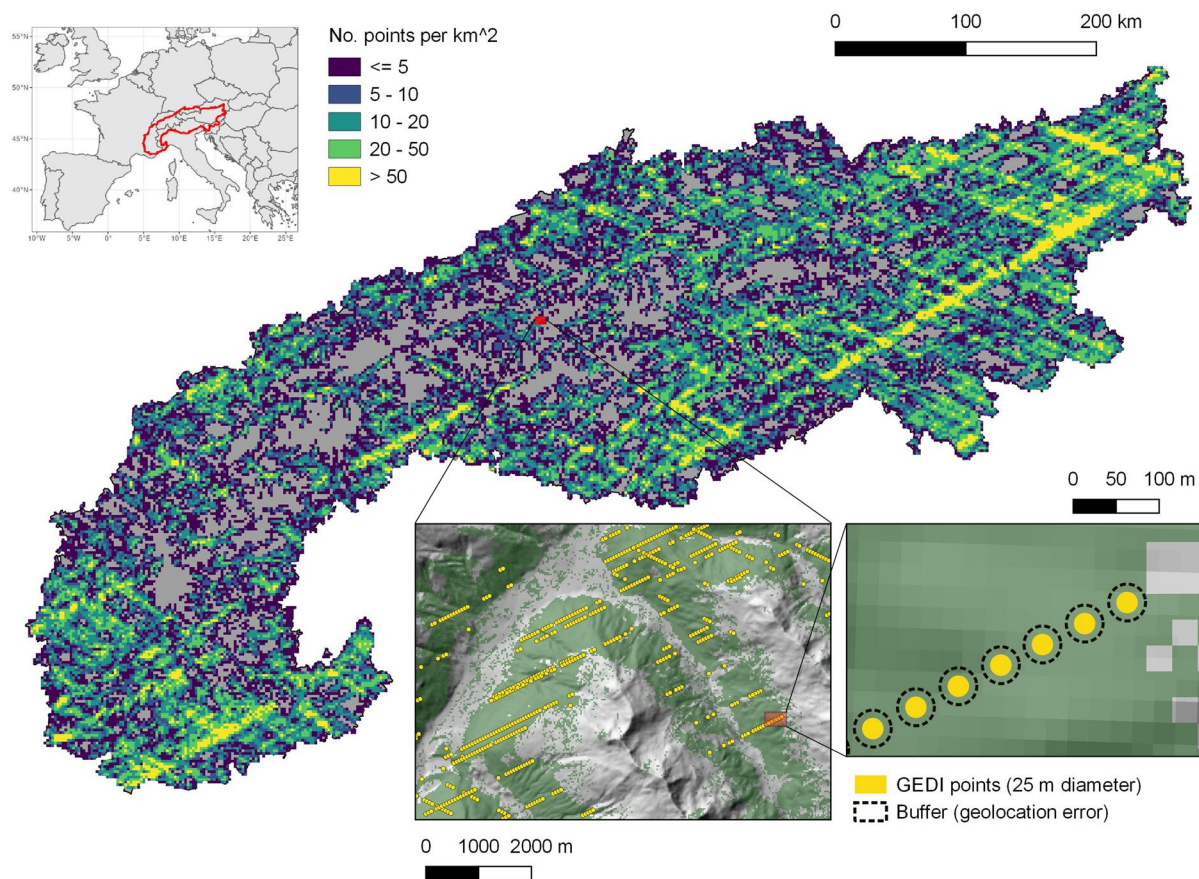 55°N
50°N
45°N
40°N
10°W 5°W 0° 5°E 10°E 15°E 20°E 25°E
No. points per km^2
<= 5
5 - 10
10 - 20
20 - 50
> 50
0 100 200 km
0 50 100 m
GEDI points (25 m diameter)
Buffer (geolocation error)
0 1000 2000 m